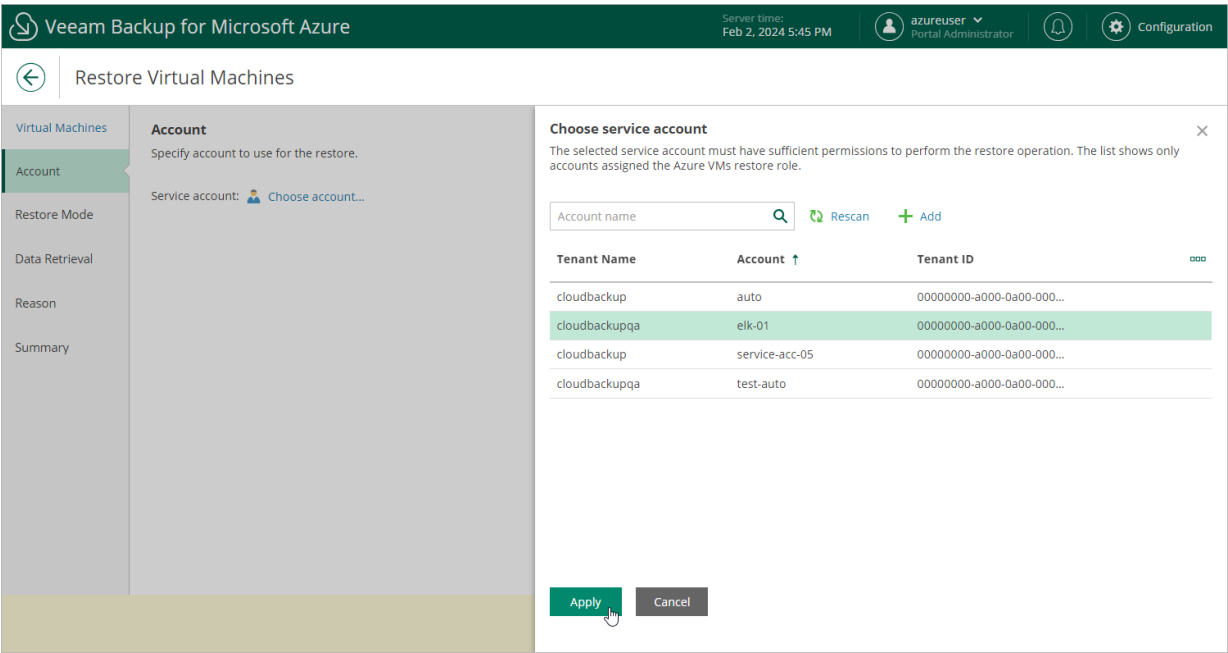 Veeam Backup for Microsoft Azure
Server time:
Feb 2, 2024 5:45 PM
azureuser
Portal Administrator
Configuration
Restore Virtual Machines
Virtual Machines
Account
Restore Mode
Data Retrieval
Reason
Summary
Account
Specify account to use for the restore.
Service account: Choose account...
Choose service account
The selected service account must have sufficient permissions to perform the restore operation. The list shows only
accounts assigned the Azure VMs restore role.
Account name Rescan Add
Tenant Name Account Tenant ID
cloudbackup auto 00000000-a000-0a00-000...
cloudbackupqa elk-01 00000000-a000-0a00-000...
cloudbackup service-acc-05 00000000-a000-0a00-000...
cloudbackupqa test-auto 00000000-a000-0a00-000...
Apply Cancel